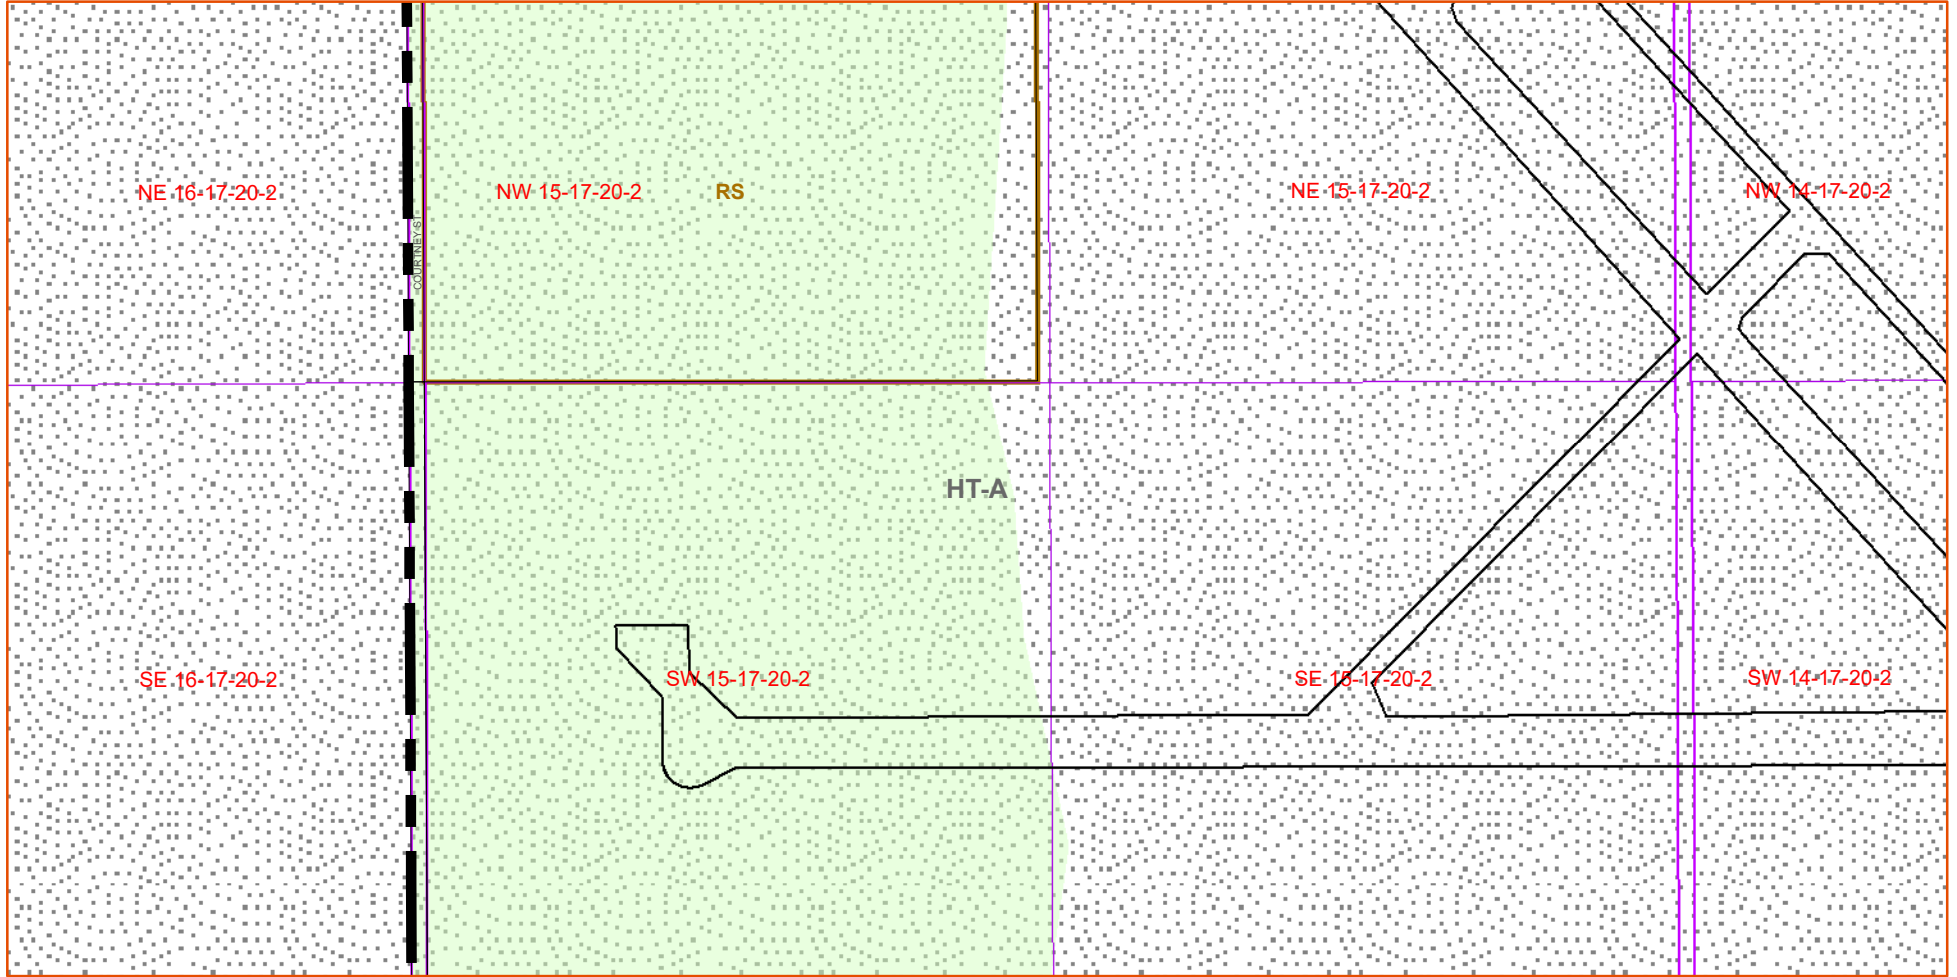 NE 16-17-20-2
NW 15-17-20-2
RS
NE 15-17-20-2
NW 14-17-20-2
COURTNEY ST
HT-A
SE 16-17-20-2
SW 15-17-20-2
SE 15-17-20-2
SW 14-17-20-2